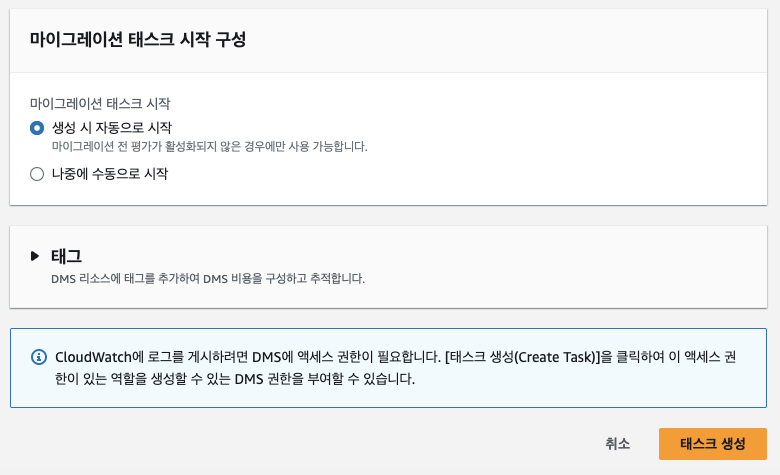 마이그레이션 태스크 시작 구성
마이그레이션 태스크 시작
생성 시 자동으로 시작
마이그레이션 전 평가가 활성화되지 않은 경우에만 사용 가능합니다.
나중에 수동으로 시작
태그
DMS 리소스에 태그를 추가하여 DMS 비용을 구성하고 추적합니다.
CloudWatch에 로그를 게시하려면 DMS에 액세스 권한이 필요합니다. [태스크 생성(Create Task)]을 클릭하여 이 액세스 권
한이 있는 역할을 생성할 수 있는 DMS 권한을 부여할 수 있습니다.
취소
태스크 생성